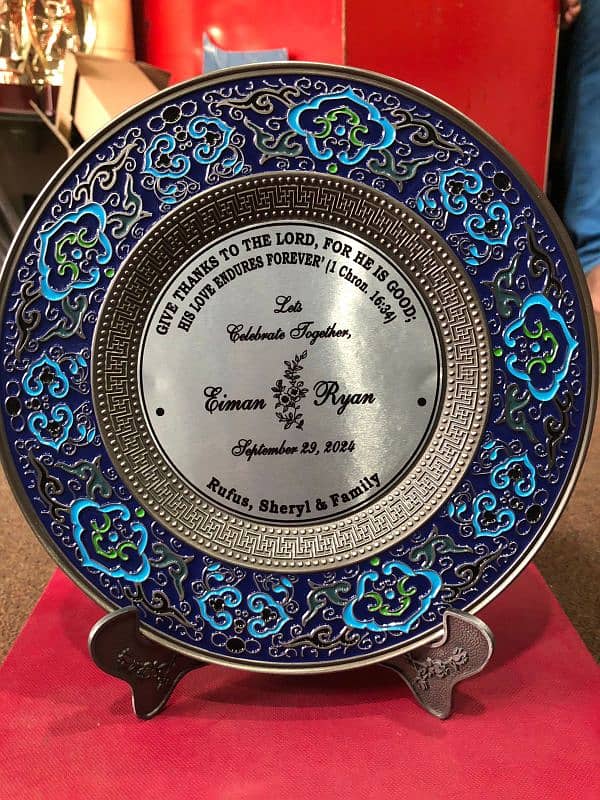 GIVE THANKS TO THE LORD, FOR HE IS GOOD;
HIS LOVE ENDURES FOREVER' (1 Chron. 16:34)
Lets
Celebrate Together,
Eiman Ryan
September 29, 2024
Rufus, Sheryl & Family